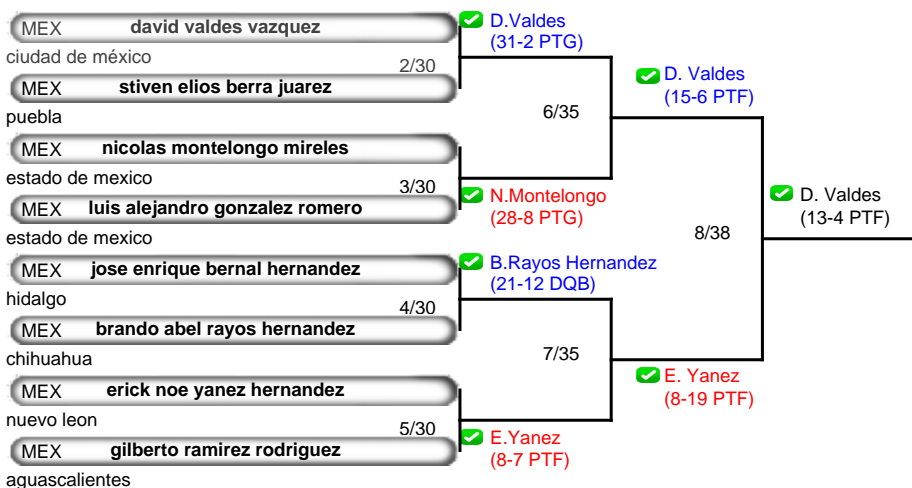 MEX david valdes vazquez
ciudad de méxico
2/30
MEX stiven elios berra juarez
puebla
MEX nicolas montelongo mireles
estado de mexico
3/30
MEX luis alejandro gonzalez romero
estado de mexico
MEX jose enrique bernal hernandez
hidalgo
4/30
MEX brando abel rayos hernandez
chihuahua
MEX erick noe yanez hernandez
nuevo leon
5/30
MEX gilberto ramirez rodriguez
aguascalientes
D.Valdes
(31-2 PTG)
6/35
N.Montelongo
(28-8 PTG)
B.Rayos Hernandez
(21-12 DQB)
7/35
E.Yanez
(8-7 PTF)
D. Valdes
(15-6 PTF)
8/38
E. Yanez
(8-19 PTF)
D. Valdes
(13-4 PTF)